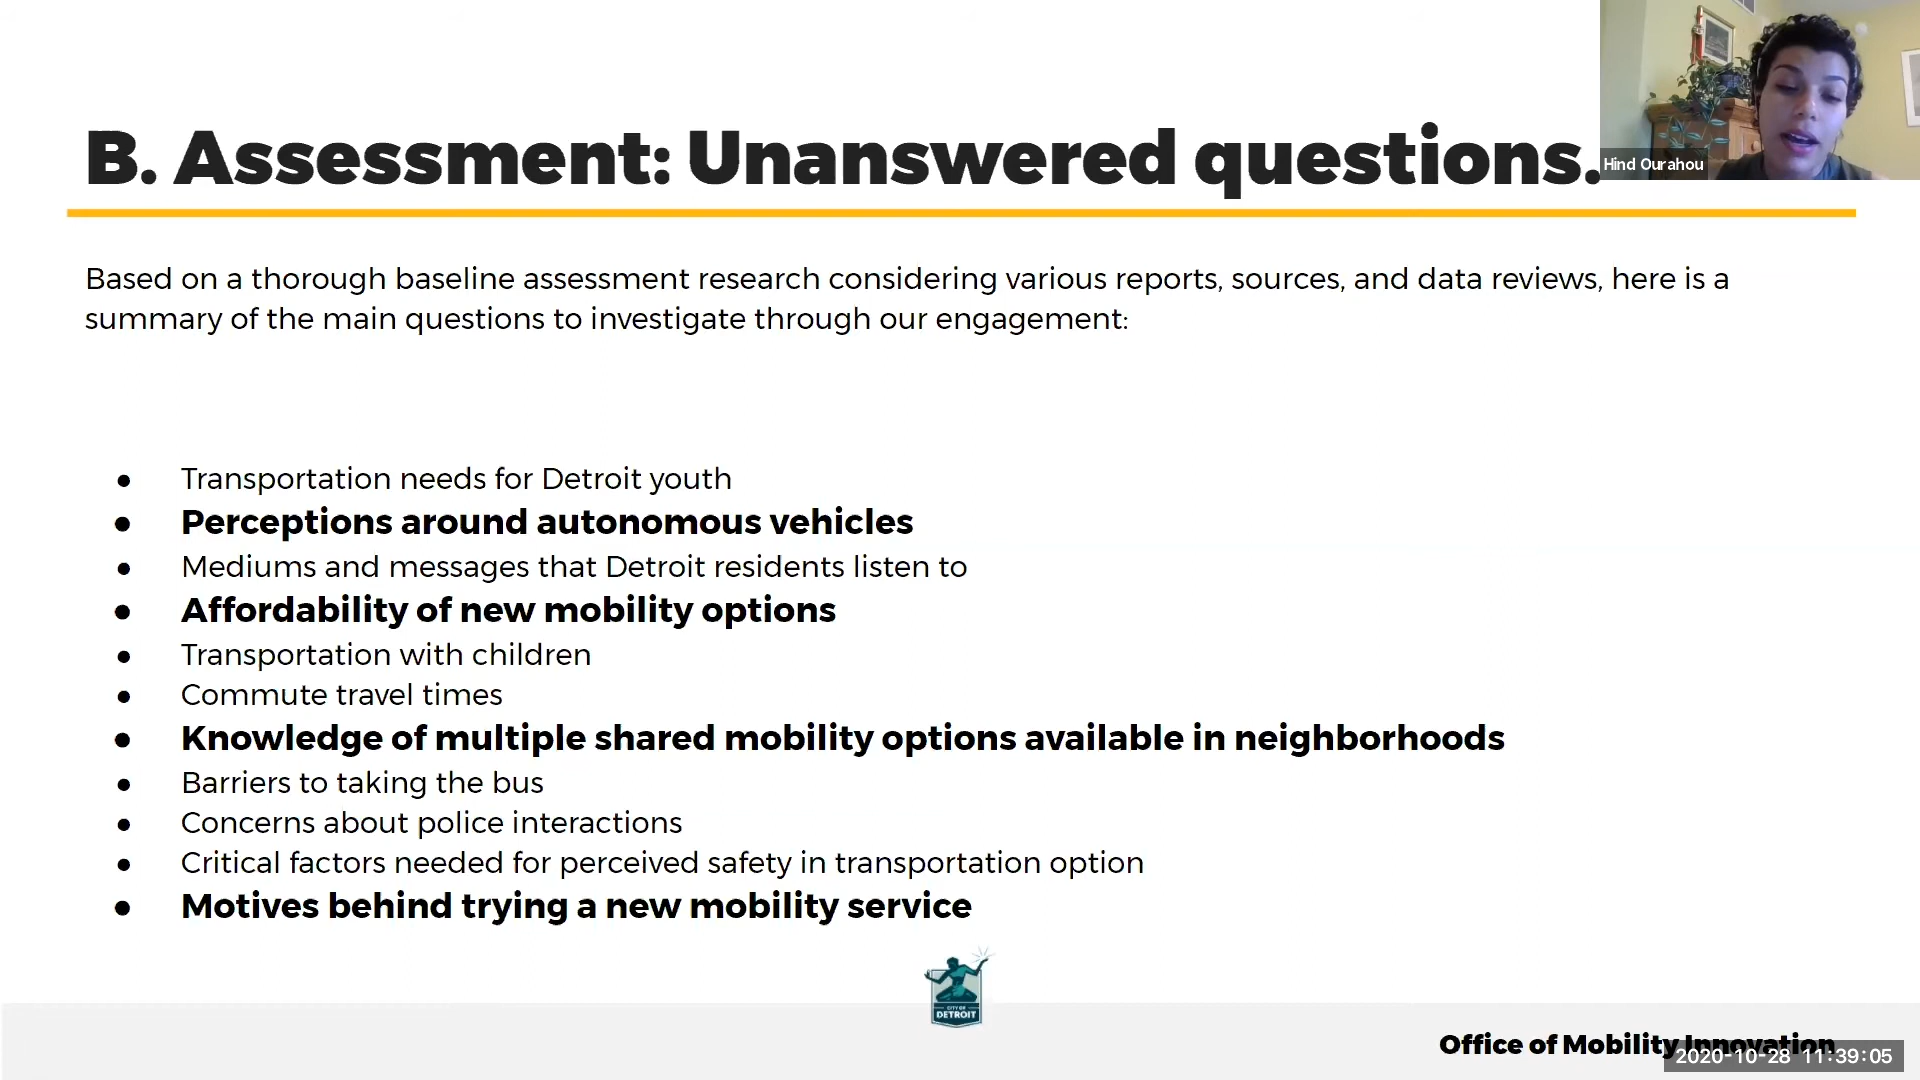 B. Assessment: Unanswered questions.
Hind Ourahou
Based on a thorough baseline assessment research considering various reports, sources, and data reviews, here is a
summary of the main questions to investigate through our engagement:
● Transportation needs for Detroit youth
● Perceptions around autonomous vehicles
● Mediums and messages that Detroit residents listen to
● Affordability of new mobility options
● Transportation with children
● Commute travel times
● Knowledge of multiple shared mobility options available in neighborhoods
● Barriers to taking the bus
● Concerns about police interactions
● Critical factors needed for perceived safety in transportation option
● Motives behind trying a new mobility service
CITY OF
DETROIT
Office of Mobility Innovation
2020-10-28 11:39:05